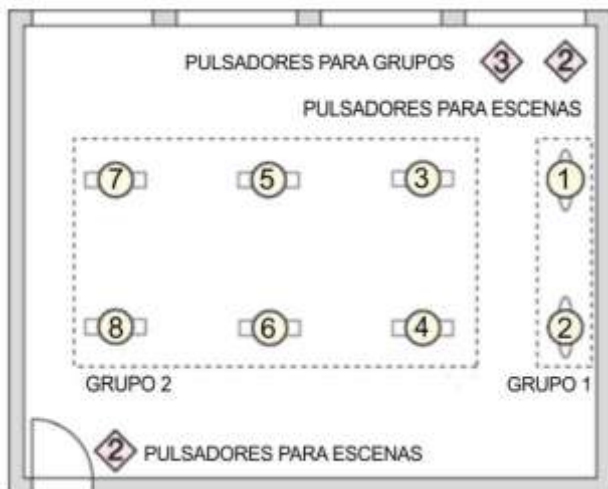 PULSADORES PARA GRUPOS 3 2
PULSADORES PARA ESCENAS
7 5 3 1
8 6 4 2
GRUPO 2 GRUPO 1
2 PULSADORES PARA ESCENAS